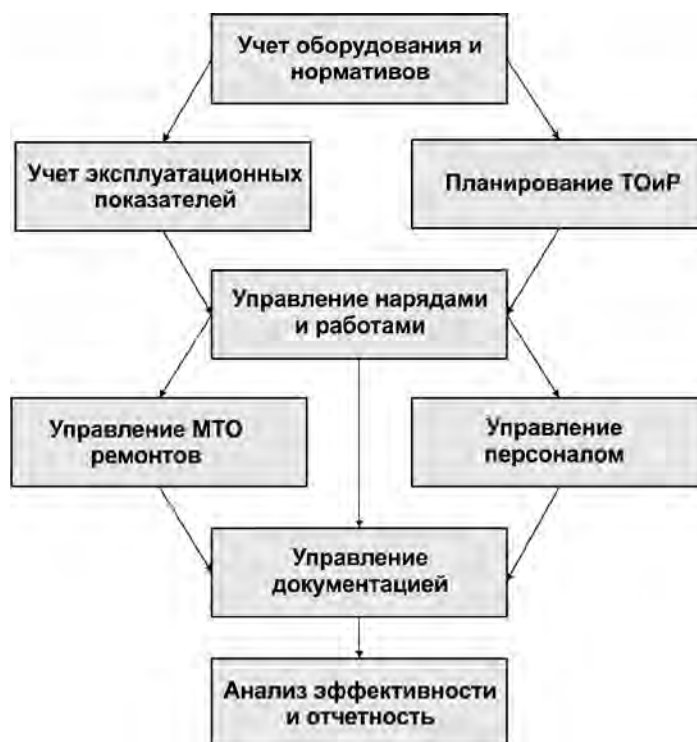 Учет оборудования и
нормативов
Учет эксплуатационных
показателей
Планирование ТОиР
Управление нарядами
и работами
Управление МТО
ремонтов
Управление
персоналом
Управление
документацией
Анализ эффективности
и отчетность